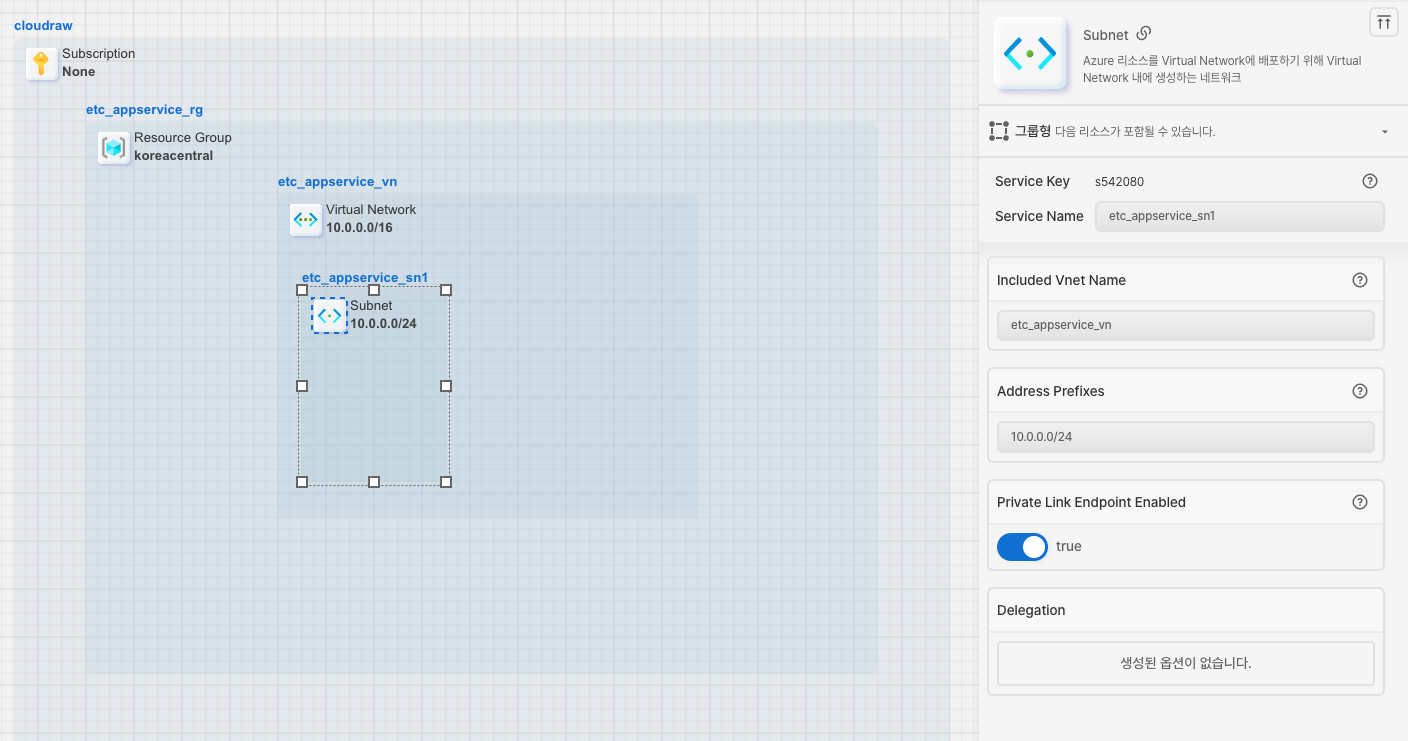 cloudraw
Subscription
None
etc_appservice_rg
Resource Group
koreacentral
etc_appservice_vn
Virtual Network
10.0.0.0/16
etc_appservice_sn1
Subnet
10.0.0.0/24
Subnet
Azure 리소스를 Virtual Network에 배포하기 위해 Virtual
Network 내에 생성하는 네트워크
그룹형 다음 리소스가 포함될 수 있습니다.
Service Key s542080
Service Name etc_appservice_sn1
Included Vnet Name
etc_appservice_vn
Address Prefixes
10.0.0.0/24
Private Link Endpoint Enabled
true
Delegation
생성된 옵션이 없습니다.